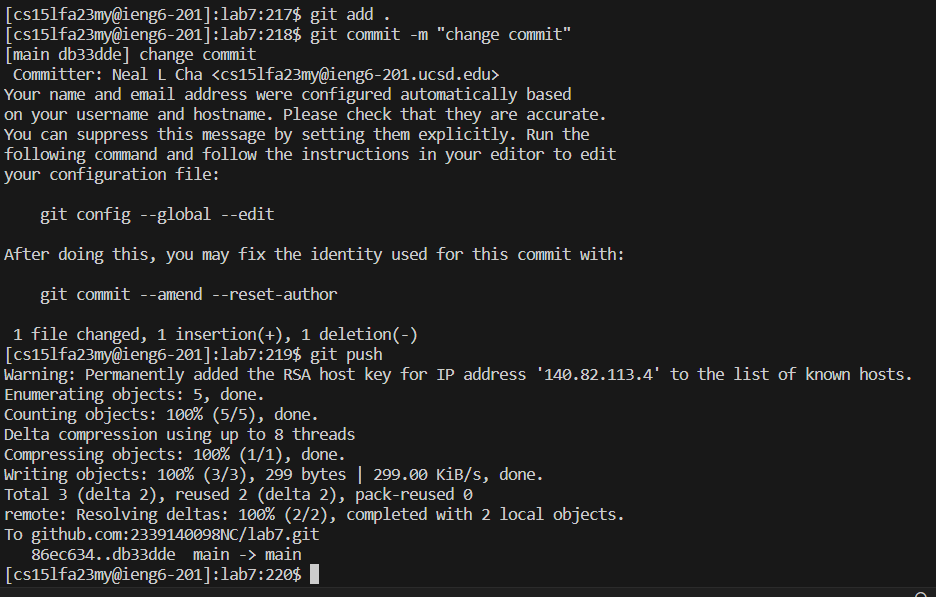 [cs15lfa23my@ieng6-201]:lab7:217$ git add .
[cs15lfa23my@ieng6-201]:lab7:218$ git commit -m "change commit"
[main db33dde] change commit
 Committer: Neal L Cha <cs15lfa23my@ieng6-201.ucsd.edu>
Your name and email address were configured automatically based
on your username and hostname. Please check that they are accurate.
You can suppress this message by setting them explicitly. Run the
following command and follow the instructions in your editor to edit
your configuration file:

    git config --global --edit

After doing this, you may fix the identity used for this commit with:

    git commit --amend --reset-author

 1 file changed, 1 insertion(+), 1 deletion(-)
[cs15lfa23my@ieng6-201]:lab7:219$ git push
Warning: Permanently added the RSA host key for IP address '140.82.113.4' to the list of known hosts.
Enumerating objects: 5, done.
Counting objects: 100% (5/5), done.
Delta compression using up to 8 threads
Compressing objects: 100% (1/1), done.
Writing objects: 100% (3/3), 299 bytes | 299.00 KiB/s, done.
Total 3 (delta 2), reused 2 (delta 2), pack-reused 0
remote: Resolving deltas: 100% (2/2), completed with 2 local objects.
To github.com:2339140098NC/lab7.git
   86ec634..db33dde  main -> main
[cs15lfa23my@ieng6-201]:lab7:220$